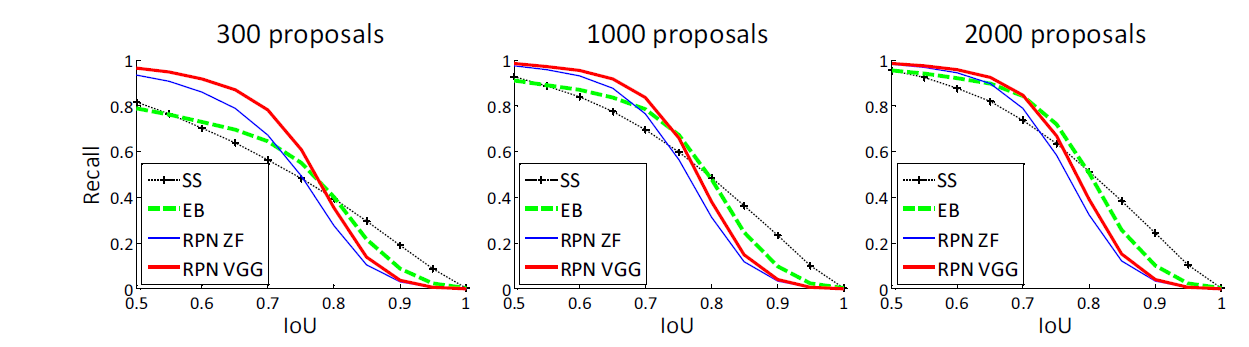 300 proposals
1
0.8
0.6
0.4
0.2
0
Recall
SS
EB
RPN ZF
RPN VGG
0.5 0.6 0.7 0.8 0.9 1
IoU
1000 proposals
1
0.8
0.6
0.4
0.2
0
SS
EB
RPN ZF
RPN VGG
0.5 0.6 0.7 0.8 0.9 1
IoU
2000 proposals
1
0.8
0.6
0.4
0.2
0
SS
EB
RPN ZF
RPN VGG
0.5 0.6 0.7 0.8 0.9 1
IoU